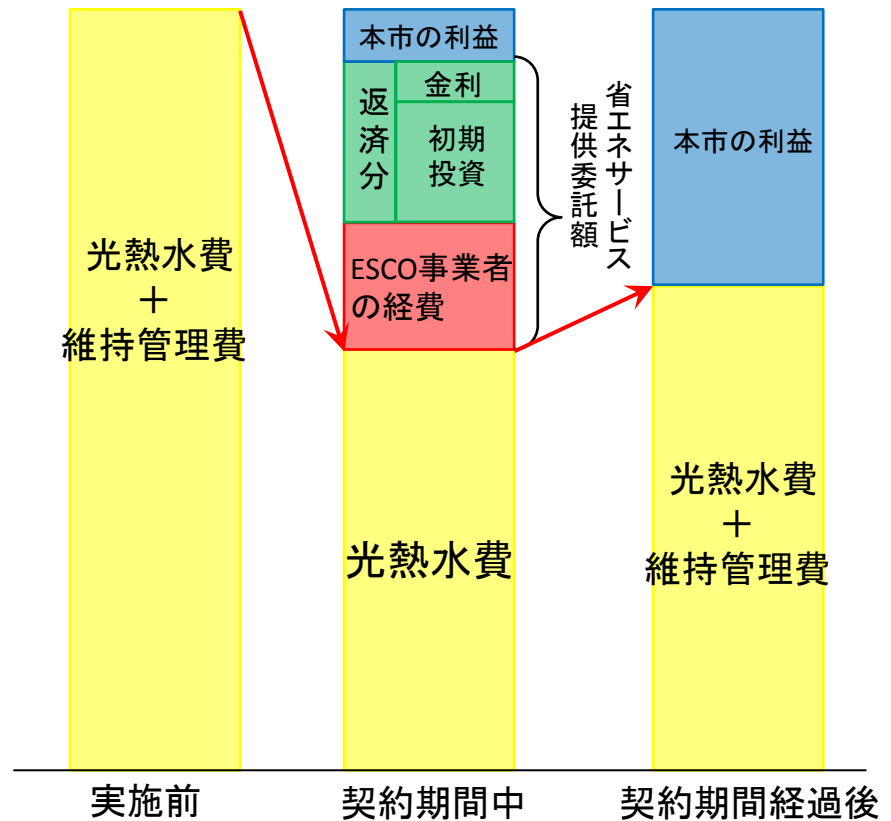 光熱水費
＋
維持管理費
本市の利益
返済分
金利
初期
投資
ESCO事業者
の経費
光熱水費
省エネサービス
提供委託額
本市の利益
光熱水費
＋
維持管理費
実施前
契約期間中
契約期間経過後